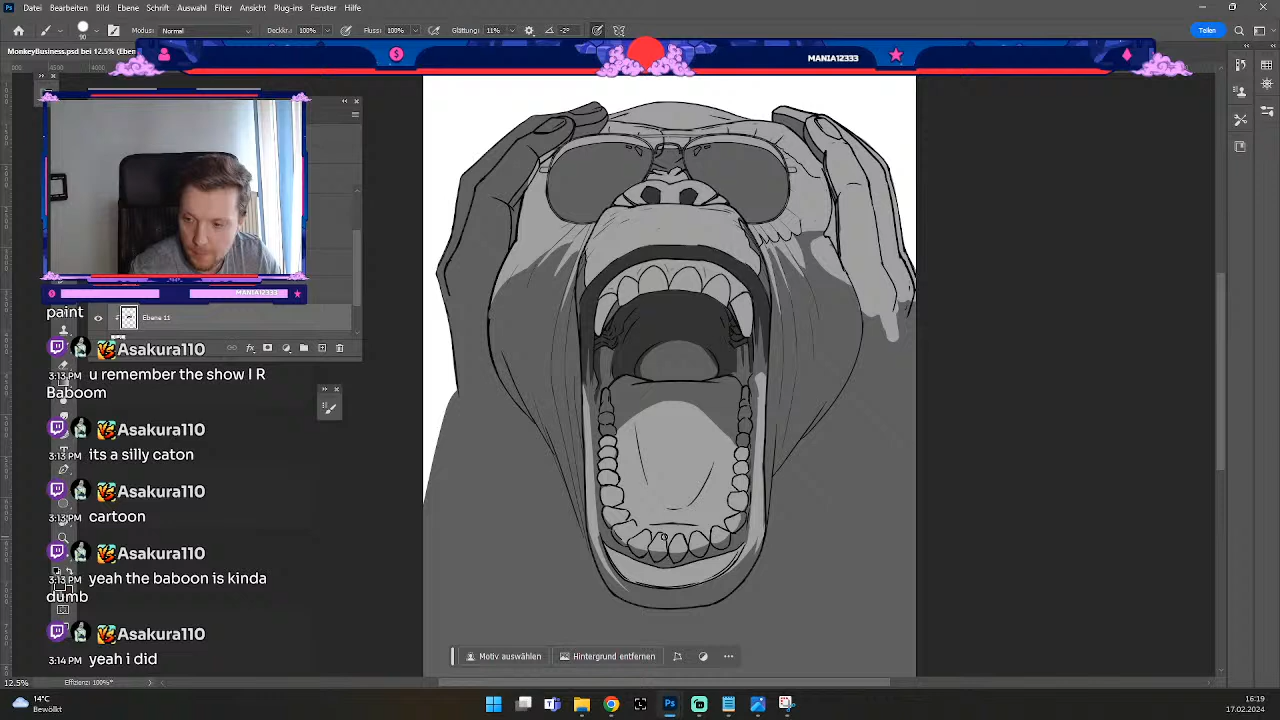 Datei Bearbeiten Bild Ebene Schrift Auswahl Filter Ansicht Plug-ins Fenster Hilfe
Modus: Normal Deckkr.: 100% Fluss: 100% Glättung: 11% -29°
MonkeyBusiness.psd bei 12.5% (Eben
Teilen
MANIA12333
MANIA12333
Ebene 11
paint
Asakura110
3:13 PM u remember the show I R
Baboom
Asakura110
3:13 PM its a silly caton
Asakura110
3:13 PM cartoon
Asakura110
3:13 PM yeah the baboon is kinda
dumb
Asakura110
3:14 PM yeah i did
Motiv auswählen Hintergrund entfernen
12.5% Effizienz: 100%*
14°C
Bewölkt
16:19
17.02.2024